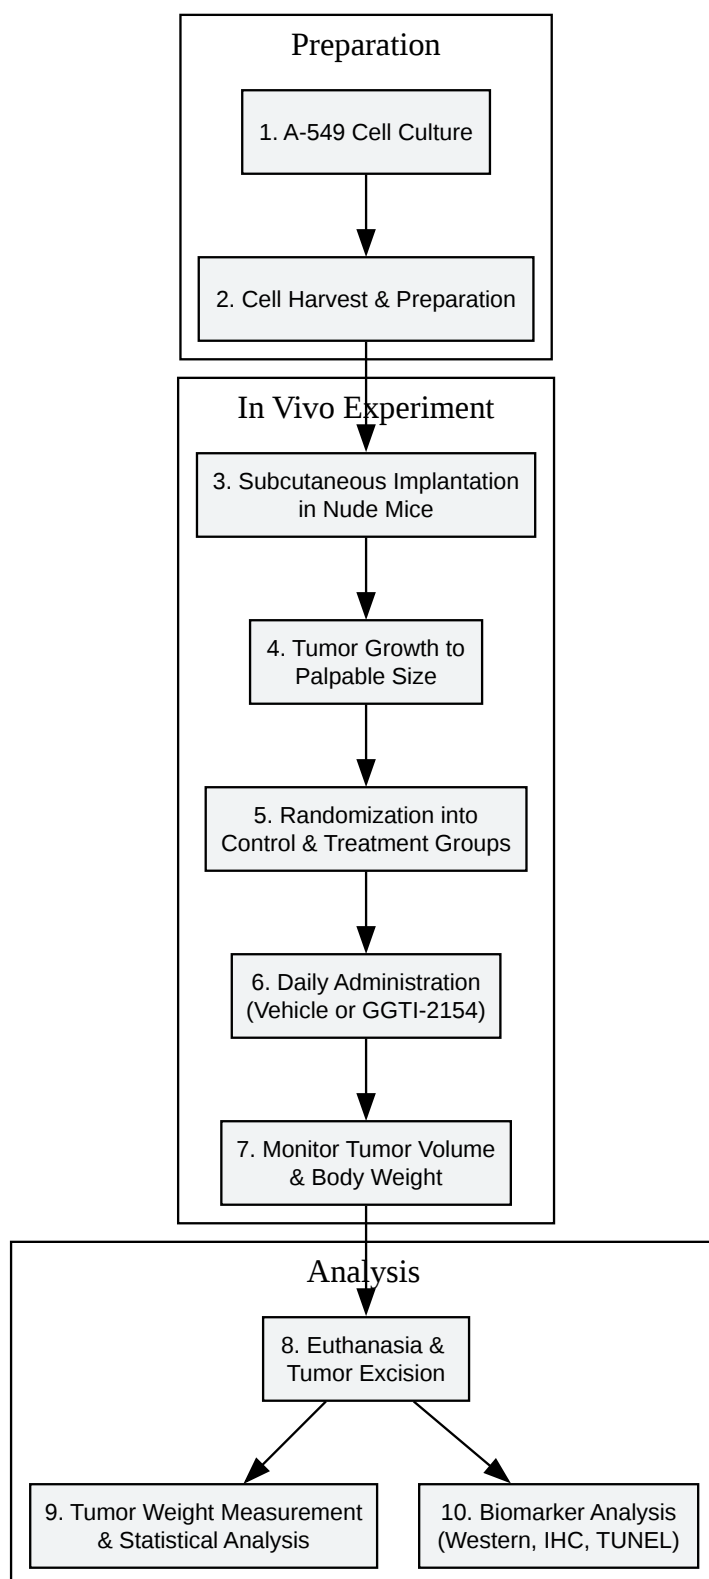 Preparation
1. A-549 Cell Culture
2. Cell Harvest & Preparation
In Vivo Experiment
3. Subcutaneous Implantation
in Nude Mice
4. Tumor Growth to
Palpable Size
5. Randomization into
Control & Treatment Groups
6. Daily Administration
(Vehicle or GGTI-2154)
7. Monitor Tumor Volume
& Body Weight
Analysis
8. Euthanasia &
Tumor Excision
9. Tumor Weight Measurement
& Statistical Analysis
10. Biomarker Analysis
(Western, IHC, TUNEL)